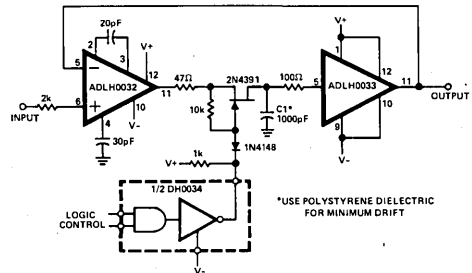 20pF
2
3
V+
5
12
ADLH0032
11
6
10
V-
4
30pF
INPUT
2k
47Ω
2N4391
10k
100Ω
C1*
1000pF
1N4148
V+
1k
1
5
12
ADLH0033
11
10
9
V-
V+
OUTPUT
1/2 DH0034
LOGIC
CONTROL
V-
*USE POLYSTYRENE DIELECTRIC
FOR MINIMUM DRIFT